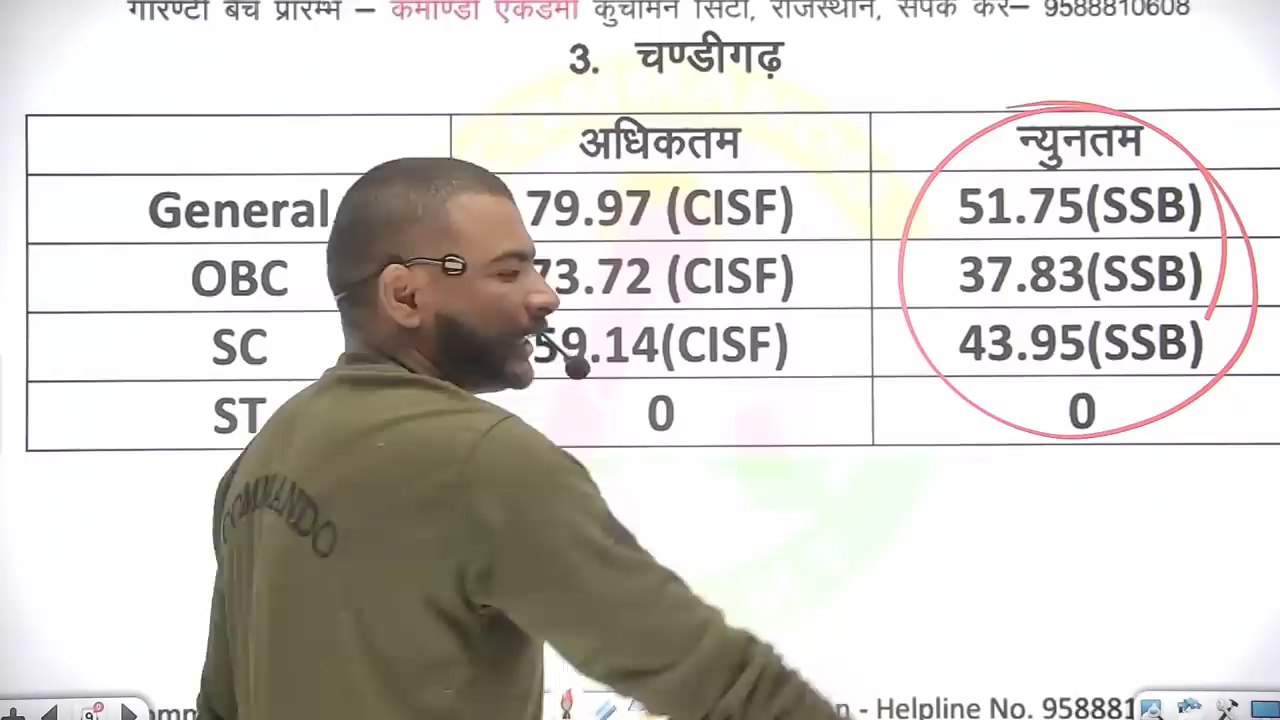 गारण्टी बैच प्रारम्भ – कमाण्डो एकेडमी कुचामन सिटी, राजस्थान, संपर्क करें– 9588810608
3. चण्डीगढ़
अधिकतम न्युनतम
General 79.97 (CISF) 51.75(SSB)
OBC 73.72 (CISF) 37.83(SSB)
SC 59.14(CISF) 43.95(SSB)
ST 0 0
COMMANDO
- Helpline No. 958881